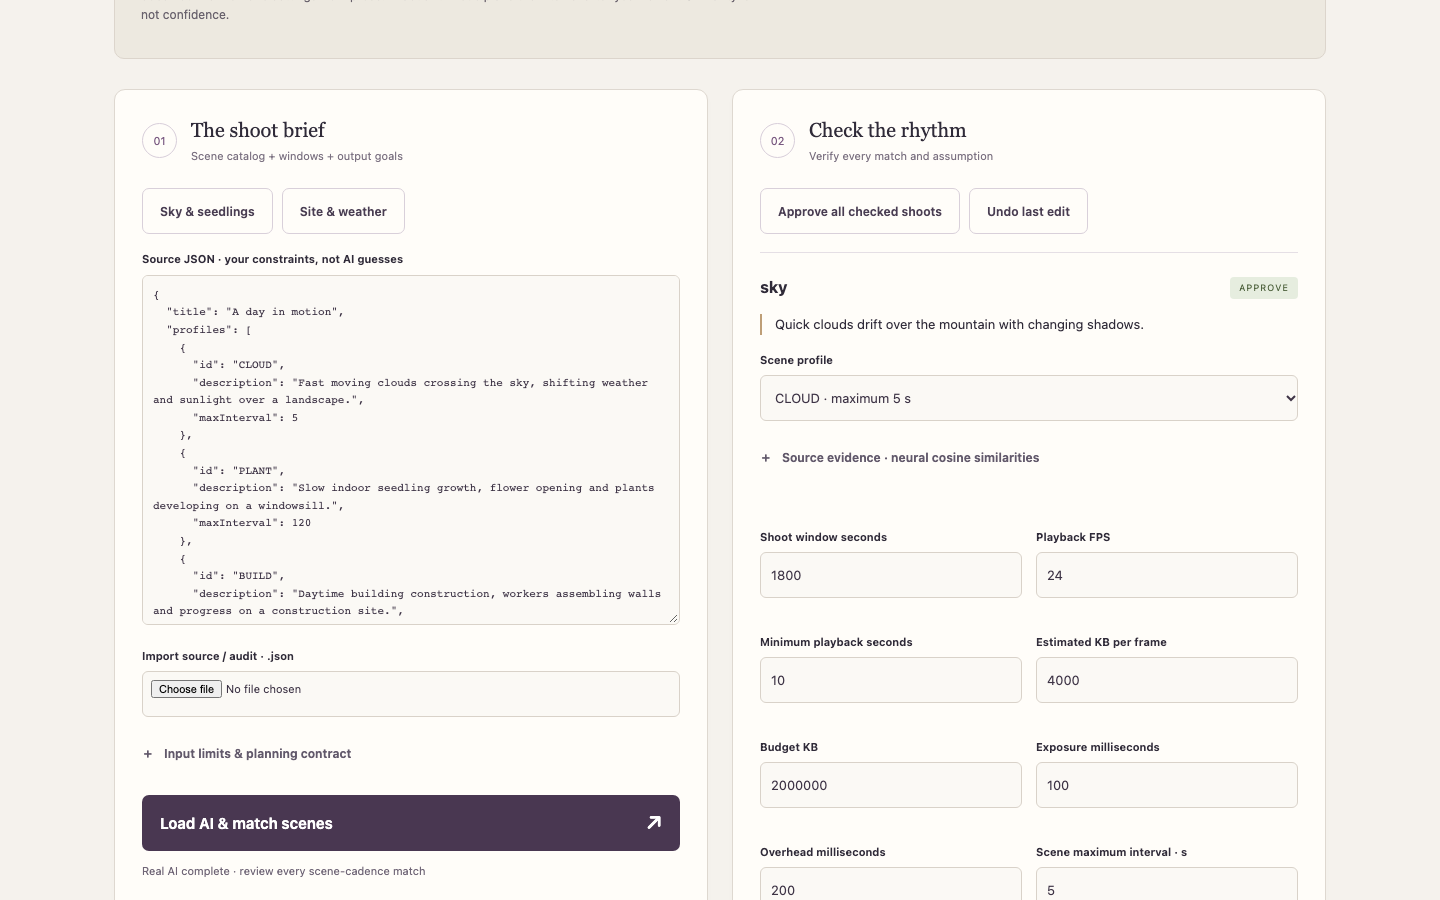 not confidence.
01
The shoot brief
Scene catalog + windows + output goals
Sky & seedlings
Site & weather
Source JSON · your constraints, not AI guesses
{
"title": "A day in motion",
"profiles": [
{
"id": "CLOUD",
"description": "Fast moving clouds crossing the sky, shifting weather
and sunlight over a landscape.",
"maxInterval": 5
},
{
"id": "PLANT",
"description": "Slow indoor seedling growth, flower opening and plants
developing on a windowsill.",
"maxInterval": 120
},
{
"id": "BUILD",
"description": "Daytime building construction, workers assembling walls
and progress on a construction site.",
Import source / audit · .json
Choose file No file chosen
+ Input limits & planning contract
Load AI & match scenes
Real AI complete · review every scene-cadence match
02
Check the rhythm
Verify every match and assumption
Approve all checked shoots
Undo last edit
sky
APPROVE
Quick clouds drift over the mountain with changing shadows.
Scene profile
CLOUD · maximum 5 s
+ Source evidence · neural cosine similarities
Shoot window seconds
1800
Playback FPS
24
Minimum playback seconds
10
Estimated KB per frame
4000
Budget KB
2000000
Exposure milliseconds
100
Overhead milliseconds
200
Scene maximum interval · s
5